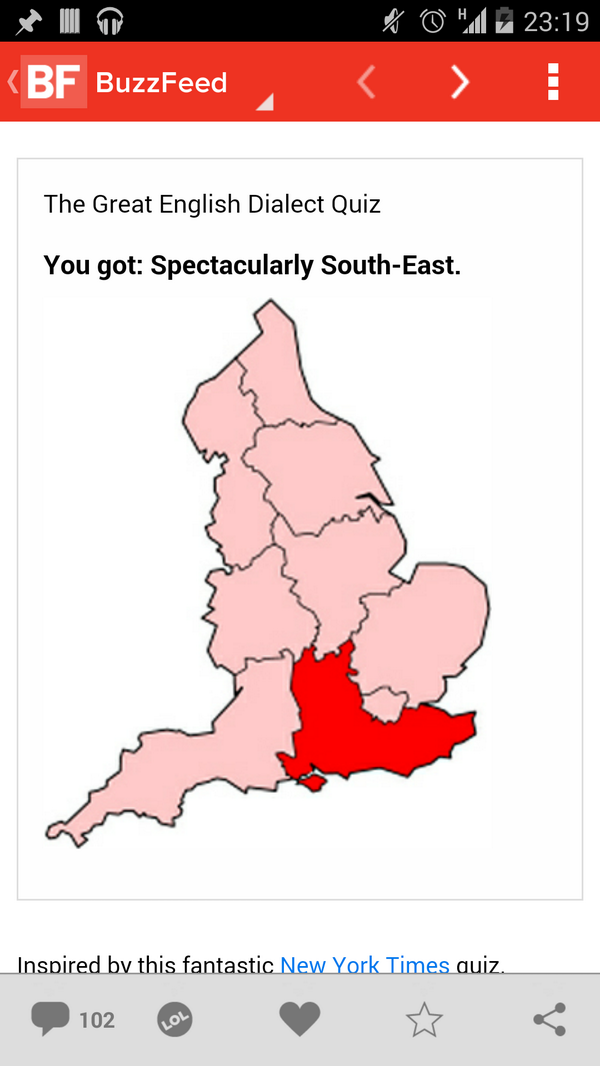 H 23:19
BF BuzzFeed
The Great English Dialect Quiz
You got: Spectacularly South-East.
Inspired by this fantastic New York Times quiz.
102 LOL